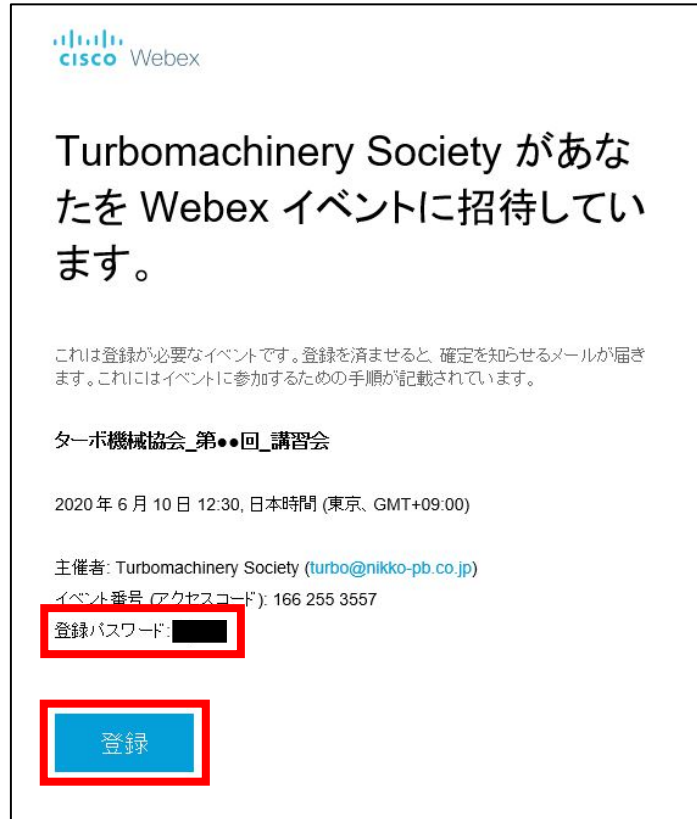 CISCO Webex
Turbomachinery Society があな
たを Webex イベントに招待してい
ます。
これは登録が必要なイベントです。登録を済ませると、確定を知らせるメールが届き
ます。これにはイベントに参加するための手順が記載されています。
ターボ機械協会_第●●回_講習会
2020 年 6 月 10 日 12:30, 日本時間 (東京、GMT+09:00)
主催者: Turbomachinery Society (turbo@nikko-pb.co.jp)
イベント番号 (アクセスコード): 166 255 3557
登録パスワード:
登録